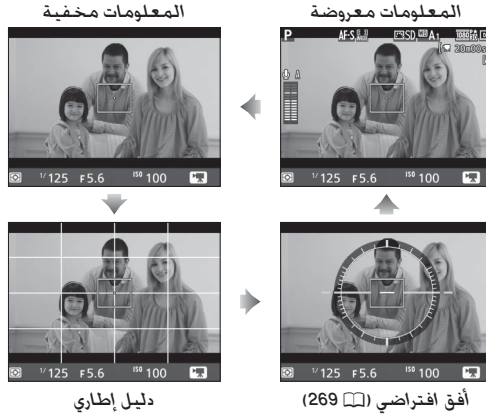 المعلومات معروضة
المعلومات مخفية
P AF-S SD A1 1080 20m00s
A
1/125 F5.6 ISO 100
1/125 F5.6 ISO 100
1/125 F5.6 ISO 100
1/125 F5.6 ISO 100
أفق افتراضي (269)
دليل إطاري